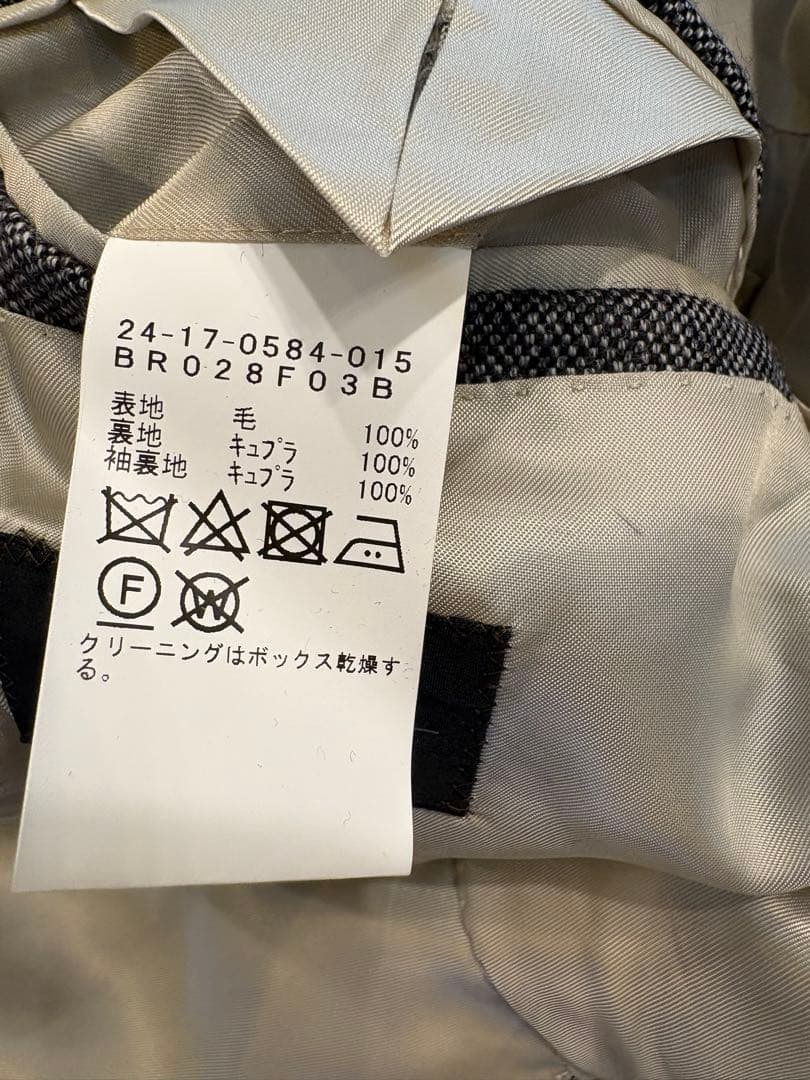 24-17-0584-015
BR028F03B
表地 毛 100%
裏地 キュプラ 100%
袖裏地 キュプラ 100%
F W
クリーニングはボックス乾燥す
る。